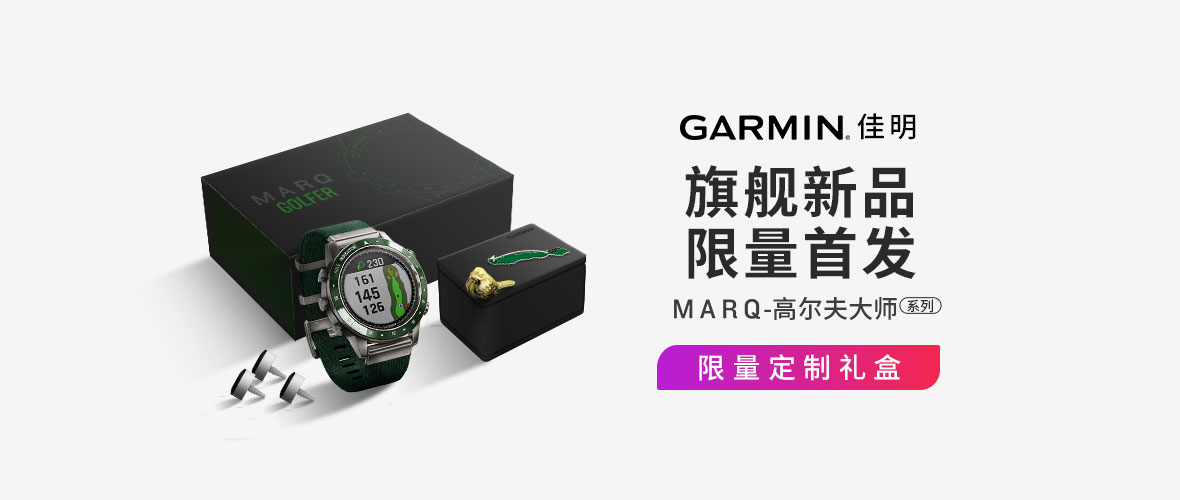 GARMIN® 佳明
旗舰新品
限量首发
MARQ-高尔夫大师 系列
限量定制礼盒
MARQ
GOLFER
230
161
145
126